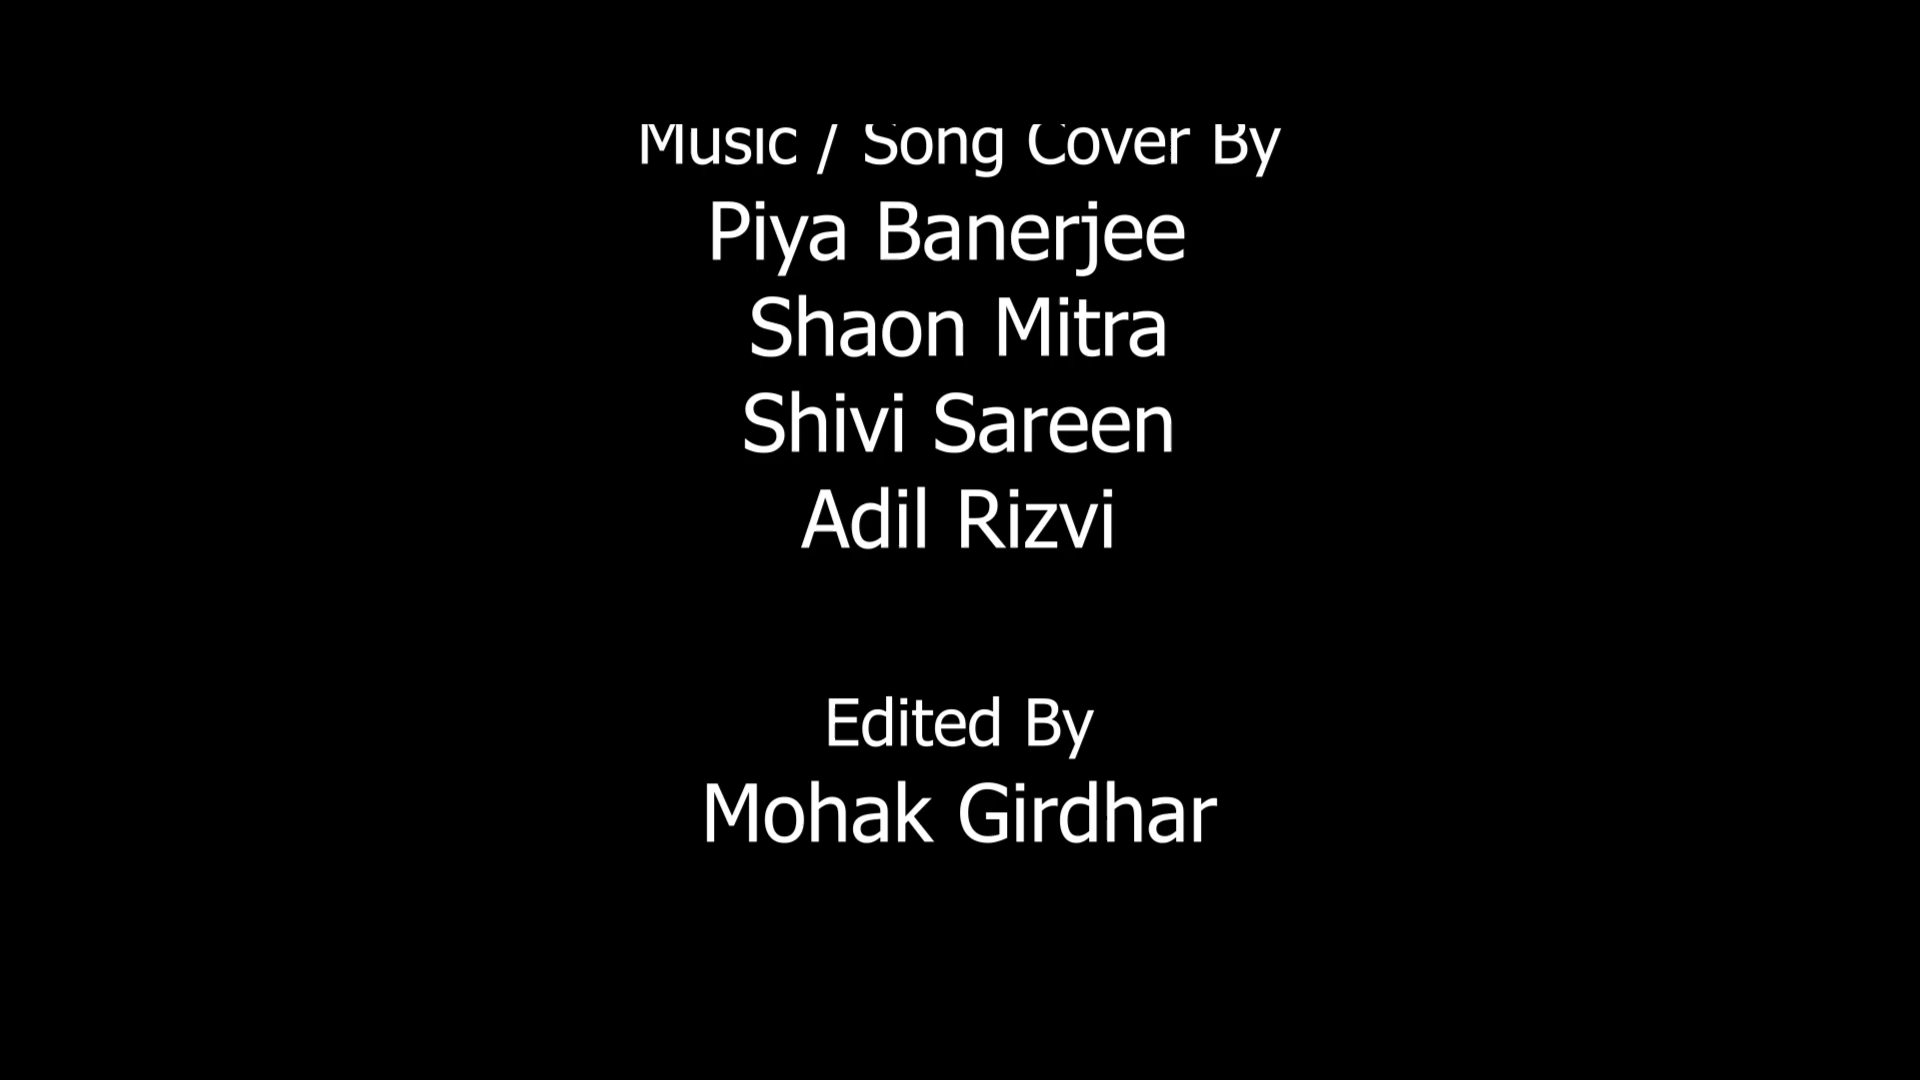 Music / Song Cover By
Piya Banerjee
Shaon Mitra
Shivi Sareen
Adil Rizvi
Edited By
Mohak Girdhar